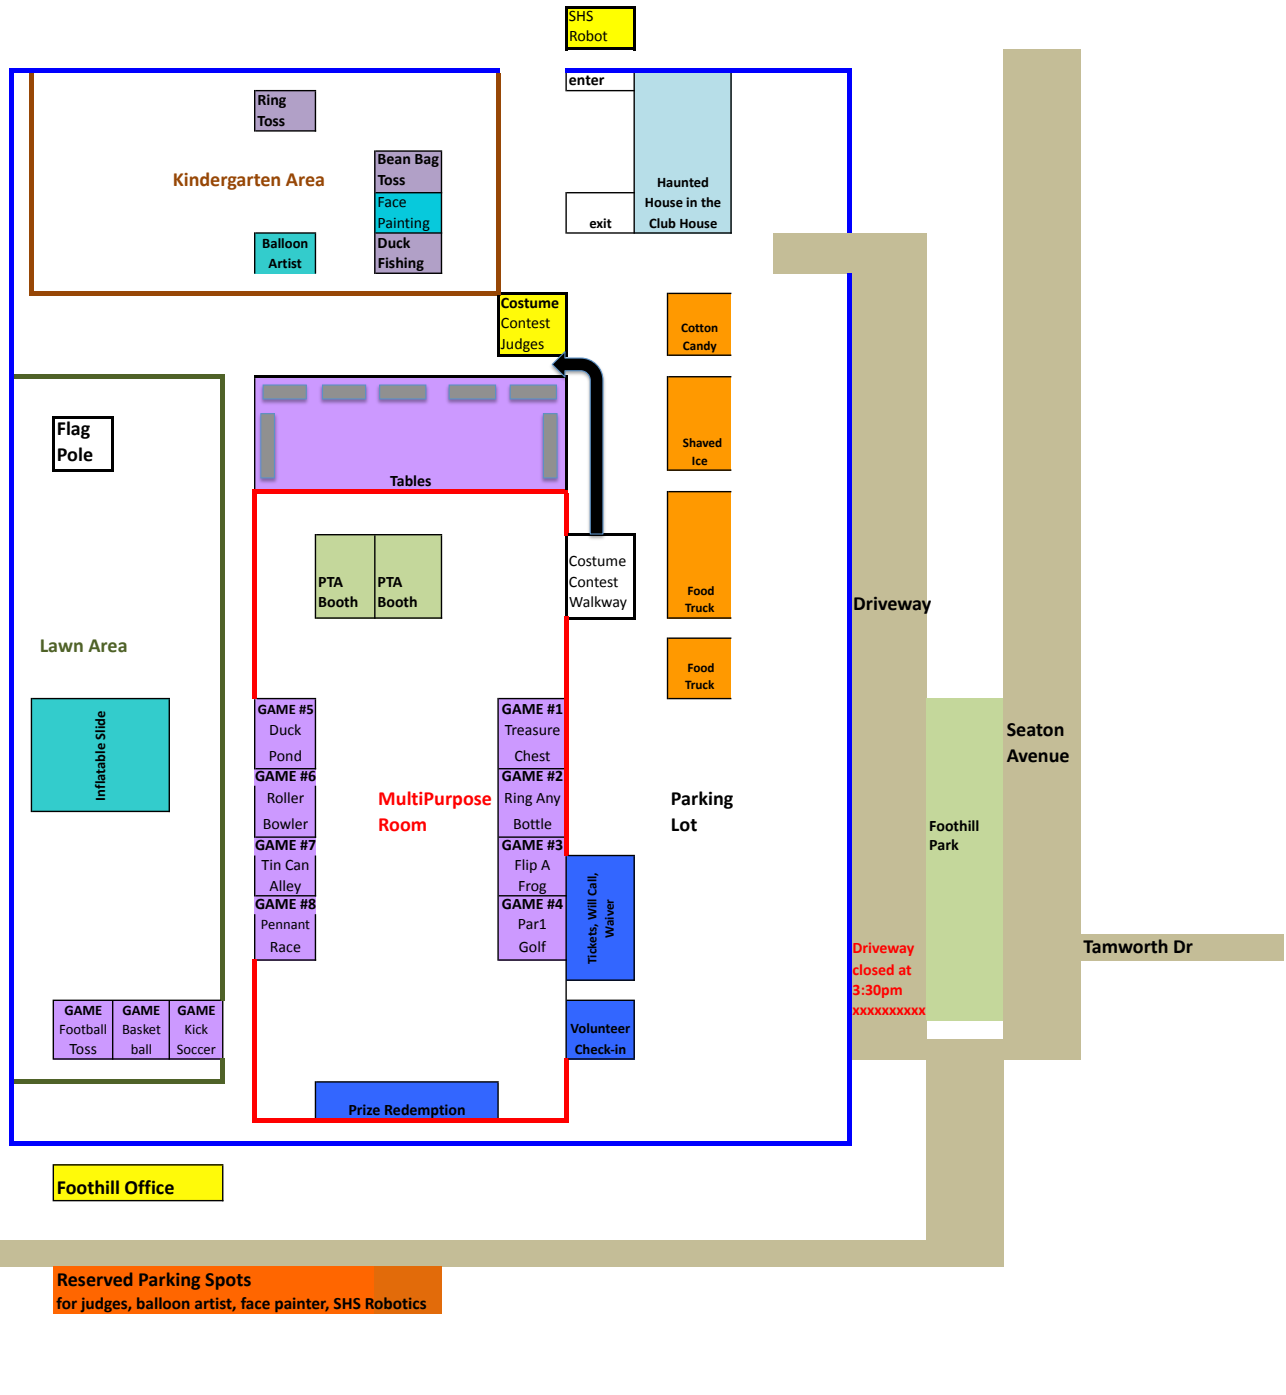 SHS
Robot
enter
Ring
Toss
Bean Bag
Toss
Kindergarten Area
Face
Painting
Haunted
House in the
Club House
exit
Balloon
Artist
Duck
Fishing
Costume
Contest
Judges
Cotton
Candy
Flag
Pole
Shaved
Ice
Tables
Costume
Contest
Walkway
PTA
Booth
PTA
Booth
Food
Truck
Driveway
Lawn Area
Food
Truck
Inflatable Slide
GAME #5
Duck
Pond
GAME #6
Roller
Bowler
GAME #7
Tin Can
Alley
GAME #8
Pennant
Race
MultiPurpose
Room
GAME #1
Treasure
Chest
GAME #2
Ring Any
Bottle
GAME #3
Flip A
Frog
GAME #4
Par1
Golf
Parking
Lot
Seaton
Avenue
Foothill
Park
Tickets, Will Call,
Waiver
Driveway
closed at
3:30pm
xxxxxxxxxx
Tamworth Dr
GAME
Football
Toss
GAME
Basket
ball
GAME
Kick
Soccer
Volunteer
Check-in
Prize Redemption
Foothill Office
Reserved Parking Spots
for judges, balloon artist, face painter, SHS Robotics